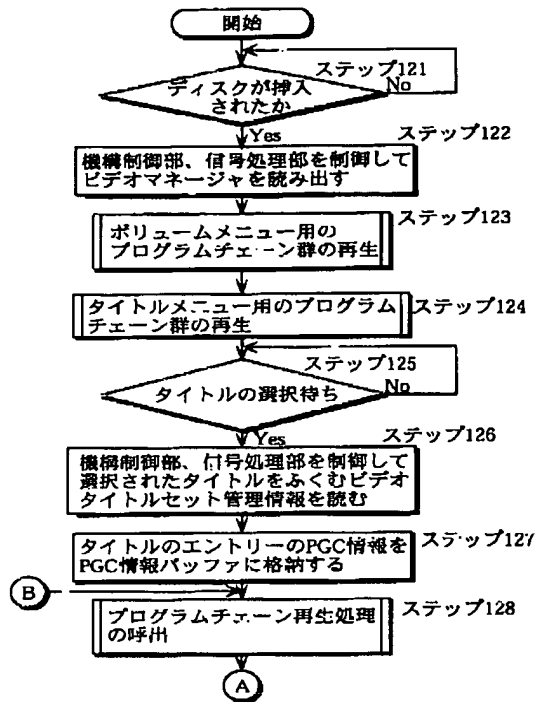 開始
ステップ121
ディスクが挿入
されたか
No
Yes
ステップ122
機構制御部、信号処理部を制御して
ビデオマネージャを読み出す
ステップ123
ボリュームメニュー用の
プログラムチェーン群の再生
タイトルメニュー用のプログラム
チェーン群の再生
ステップ124
ステップ125
タイトルの選択待ち
No
Yes
ステップ126
機構制御部、信号処理部を制御して
選択されたタイトルをふくむビデオ
タイトルセット管理情報を読む
タイトルのエントリーのPGC情報を
PGC情報バッファに格納する
ステップ127
B
プログラムチェーン再生処理
の呼出
ステップ128
A